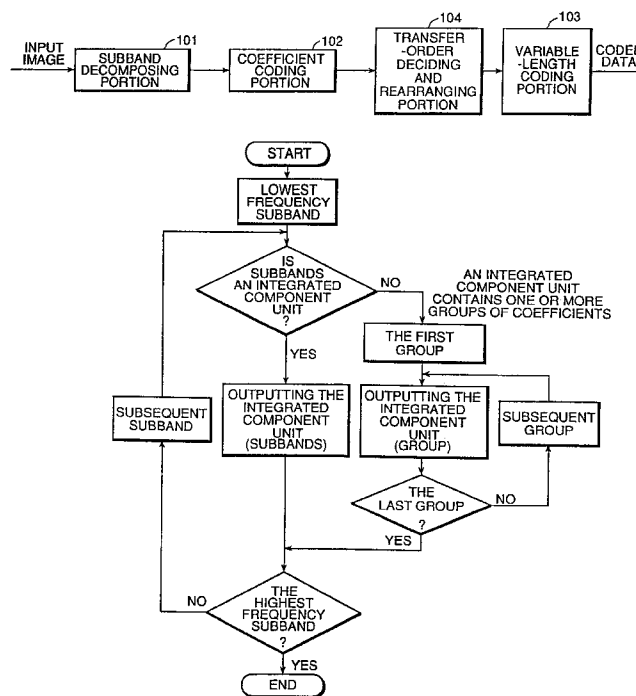 INPUT
IMAGE
101
SUBBAND
DECOMPOSING
PORTION
102
COEFFICIENT
CODING
PORTION
104
TRANSFER
-ORDER
DECIDING
AND
REARRANGING
PORTION
103
VARIABLE
-LENGTH
CODING
PORTION
CODED
DATA
START
LOWEST
FREQUENCY
SUBBAND
IS
SUBBANDS
AN INTEGRATED
COMPONENT
UNIT
?
NO
YES
AN INTEGRATED
COMPONENT UNIT
CONTAINS ONE OR MORE
GROUPS OF COEFFICIENTS
THE FIRST
GROUP
SUBSEQUENT
SUBBAND
OUTPUTTING THE
INTEGRATED
COMPONENT
UNIT
(SUBBANDS)
OUTPUTTING THE
INTEGRATED
COMPONENT
UNIT
(GROUP)
SUBSEQUENT
GROUP
THE
LAST GROUP
?
NO
YES
THE
HIGHEST
FREQUENCY
SUBBAND
?
NO
YES
END